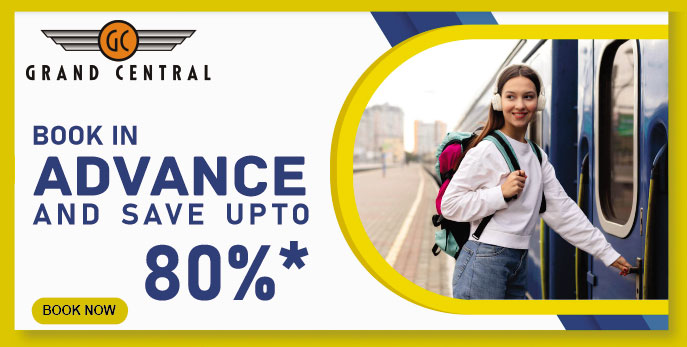 GC
GRAND CENTRAL
BOOK IN
ADVANCE
AND SAVE UPTO
80%*
BOOK NOW